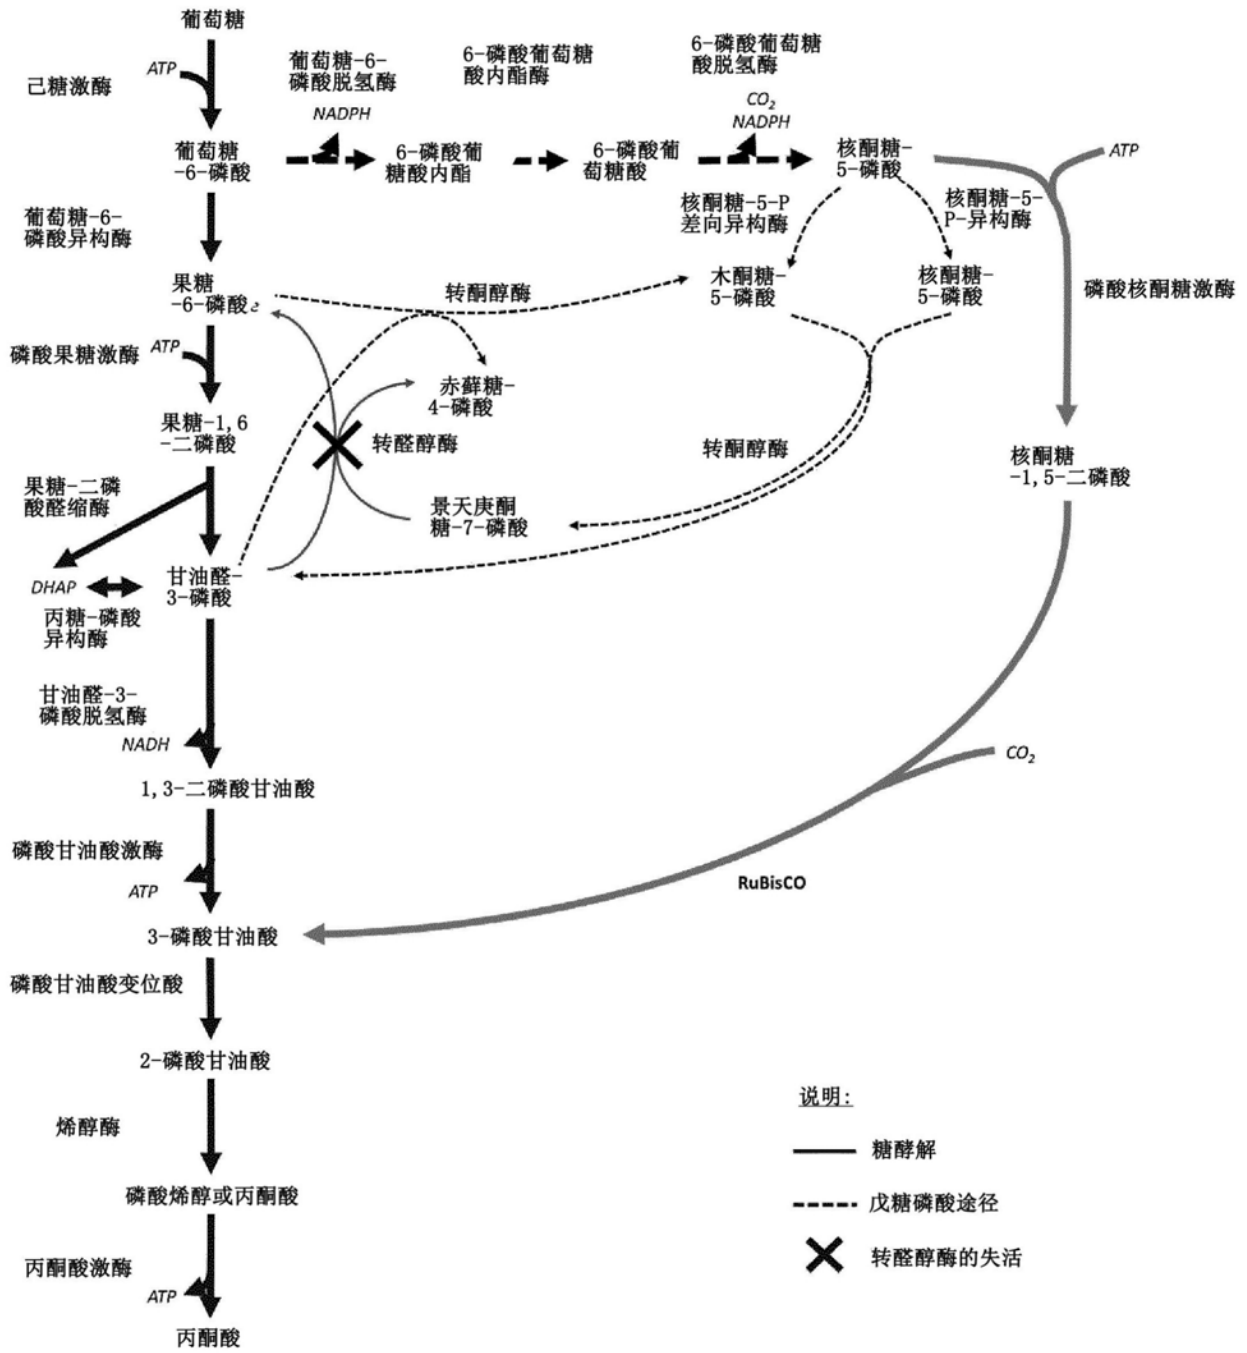 葡萄糖
ATP
己糖激酶
葡萄糖-6-
磷酸脱氢酶
NADPH
6-磷酸葡萄糖
酸内酯酶
6-磷酸葡萄糖
酸脱氢酶
CO₂
NADPH
葡萄糖
-6-磷酸
6-磷酸葡
糖酸内酯
6-磷酸葡
萄糖酸
核酮糖-
5-磷酸
ATP
葡萄糖-6-
磷酸异构酶
核酮糖-5-P
差向异构酶
核酮糖-5-
P-异构酶
果糖
-6-磷酸
转酮醇酶
木酮糖-
5-磷酸
核酮糖-
5-磷酸
磷酸核酮糖激酶
磷酸果糖激酶
ATP
赤藓糖-
4-磷酸
果糖-1,6
-二磷酸
转醛醇酶
转酮醇酶
核酮糖
-1,5-二磷酸
果糖-二磷
酸醛缩酶
景天庚酮
糖-7-磷酸
DHAP
甘油醛-
3-磷酸
丙糖-磷酸
异构酶
甘油醛-3-
磷酸脱氢酶
NADH
CO₂
1,3-二磷酸甘油酸
磷酸甘油酸激酶
ATP
RuBisCO
3-磷酸甘油酸
磷酸甘油酸变位酸
2-磷酸甘油酸
说明:
烯醇酶
糖酵解
磷酸烯醇或丙酮酸
戊糖磷酸途径
丙酮酸激酶
转醛醇酶的失活
ATP
丙酮酸